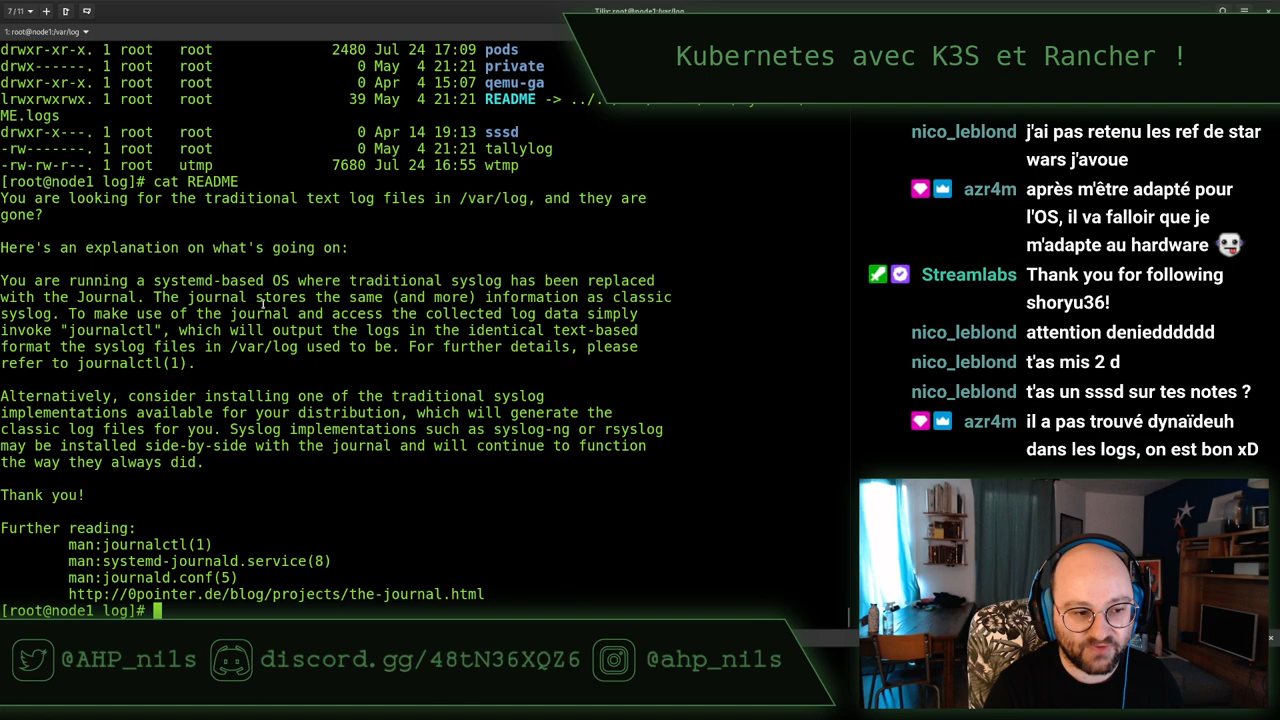 7 / 11
Tilix: root@node1:/var/log
1: root@node1:/var/log
drwxr-xr-x. 1 root root 2480 Jul 24 17:09 pods
drwx------. 1 root root 0 May 4 21:21 private
drwxr-xr-x. 1 root root 0 Apr 4 15:07 qemu-ga
lrwxrwxrwx. 1 root root 39 May 4 21:21 README -> ../.
ME.logs
drwxr-x---. 1 root root 0 Apr 14 19:13 sssd
-rw-------. 1 root root 0 May 4 21:21 tallylog
-rw-rw-r--. 1 root utmp 7680 Jul 24 16:55 wtmp
[root@node1 log]# cat README
You are looking for the traditional text log files in /var/log, and they are
gone?
Here's an explanation on what's going on:
You are running a systemd-based OS where traditional syslog has been replaced
with the Journal. The journal stores the same (and more) information as classic
syslog. To make use of the journal and access the collected log data simply
invoke "journalctl", which will output the logs in the identical text-based
format the syslog files in /var/log used to be. For further details, please
refer to journalctl(1).
Alternatively, consider installing one of the traditional syslog
implementations available for your distribution, which will generate the
classic log files for you. Syslog implementations such as syslog-ng or rsyslog
may be installed side-by-side with the journal and will continue to function
the way they always did.
Thank you!
Further reading:
man:journalctl(1)
man:systemd-journald.service(8)
man:journald.conf(5)
http://0pointer.de/blog/projects/the-journal.html
[root@node1 log]#
Kubernetes avec K3S et Rancher !
nico_leblond j'ai pas retenu les ref de star
wars j'avoue
azr4m après m'être adapté pour
l'OS, il va falloir que je
m'adapte au hardware
Streamlabs Thank you for following
shoryu36!
nico_leblond attention deniedddddd
nico_leblond t'as mis 2 d
nico_leblond t'as un sssd sur tes notes ?
azr4m il a pas trouvé dynaïdeuh
dans les logs, on est bon xD
@AHP_nils discord.gg/48tN36XQZ6 @ahp_nils